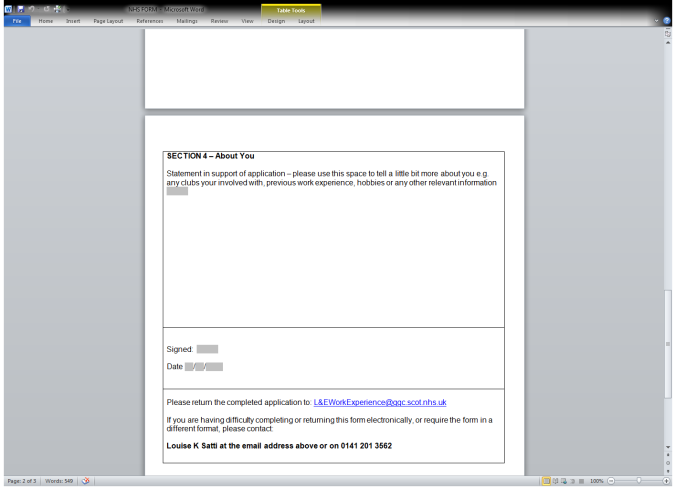 NHS FORM - Microsoft Word
Table Tools
File Home Insert Page Layout References Mailings Review View Design Layout
SECTION 4 – About You
Statement in support of application – please use this space to tell a little bit more about you e.g.
any clubs your involved with, previous work experience, hobbies or any other relevant information
Signed:
Date / /
Please return the completed application to: L&EWorkExperience@ggc.scot.nhs.uk
If you are having difficulty completing or returning this form electronically, or require the form in a
different format, please contact:
Louise K Satti at the email address above or on 0141 201 3562
Page: 2 of 3 Words: 549 100%